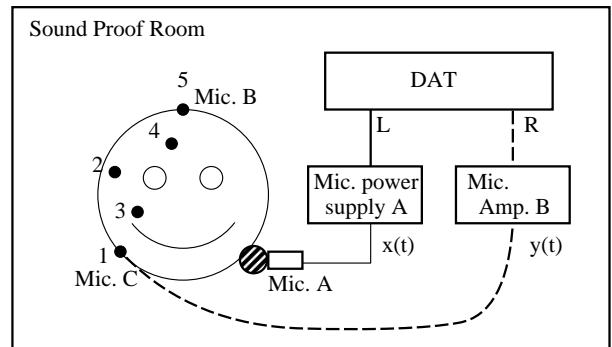 Sound Proof Room
5
Mic. B
4
2
3
1
Mic. C
Mic. A
DAT
L
R
Mic. power
supply A
Mic.
Amp. B
x(t)
y(t)